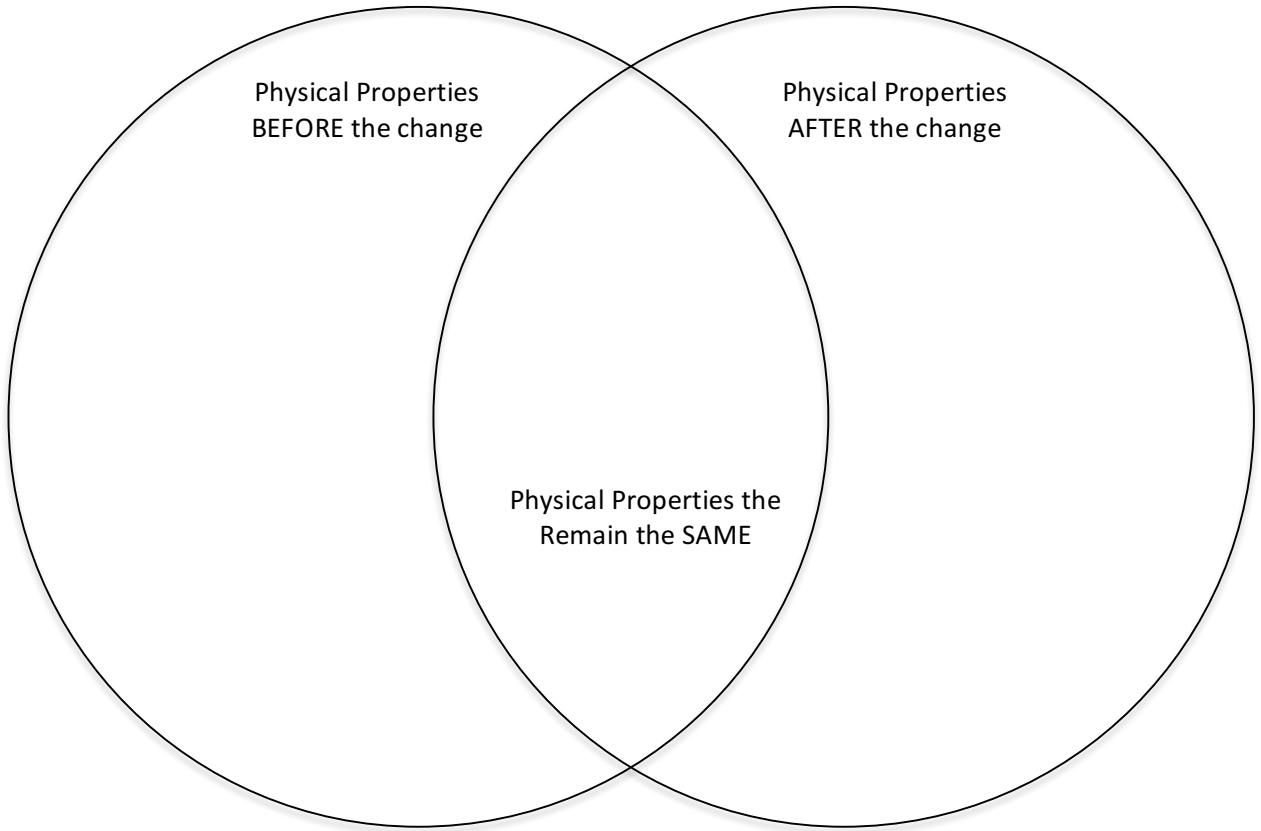 Physical Properties
BEFORE the change
Physical Properties
AFTER the change
Physical Properties the
Remain the SAME